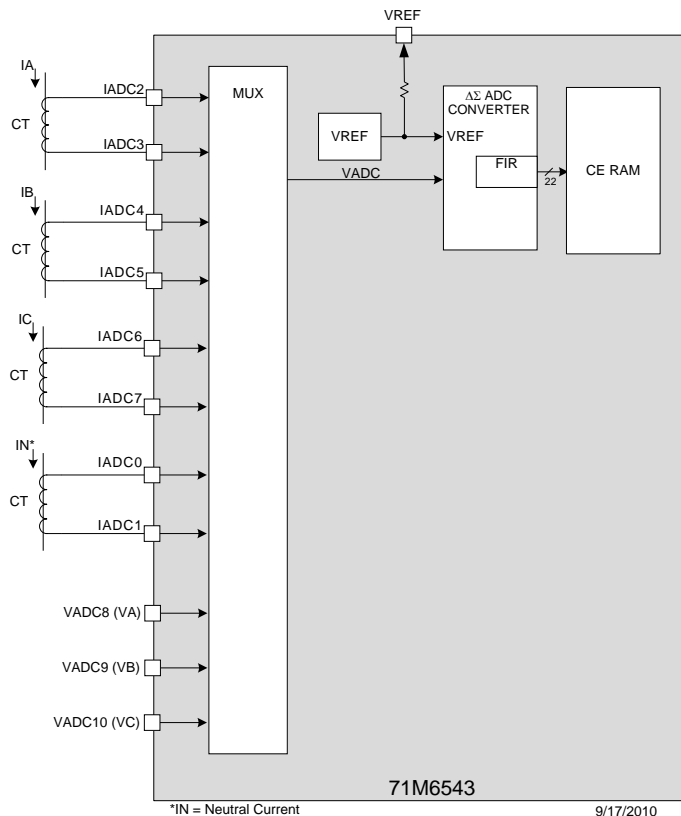 VREF
IA
IADC2
CT
IADC3
MUX
VREF
ΔΣ ADC
CONVERTER
VREF
FIR
22
CE RAM
VADC
IB
IADC4
CT
IADC5
IC
IADC6
CT
IADC7
IN*
IADC0
CT
IADC1
VADC8 (VA)
VADC9 (VB)
VADC10 (VC)
71M6543
*IN = Neutral Current
9/17/2010